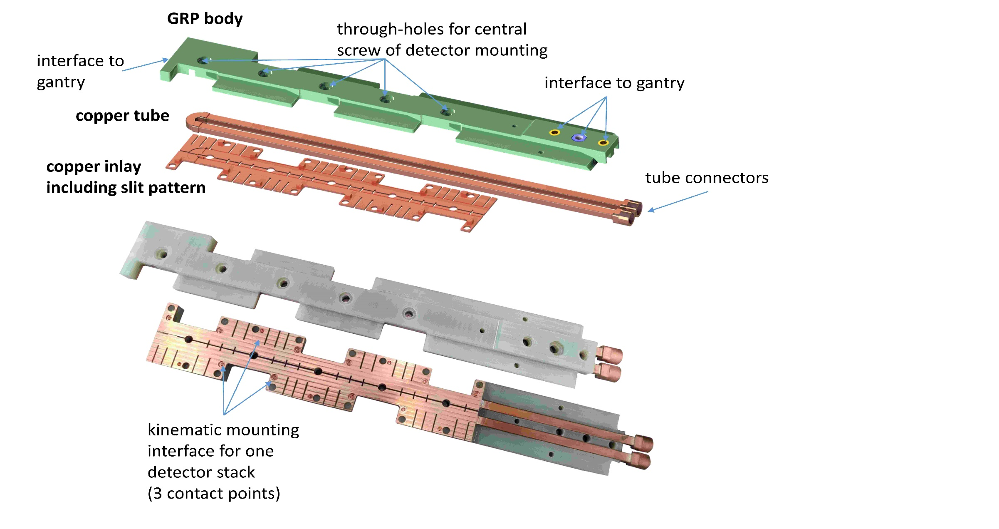 GRP body
through-holes for central
screw of detector mounting
interface to
gantry
interface to gantry
copper tube
copper inlay
including slit pattern
tube connectors
kinematic mounting
interface for one
detector stack
(3 contact points)